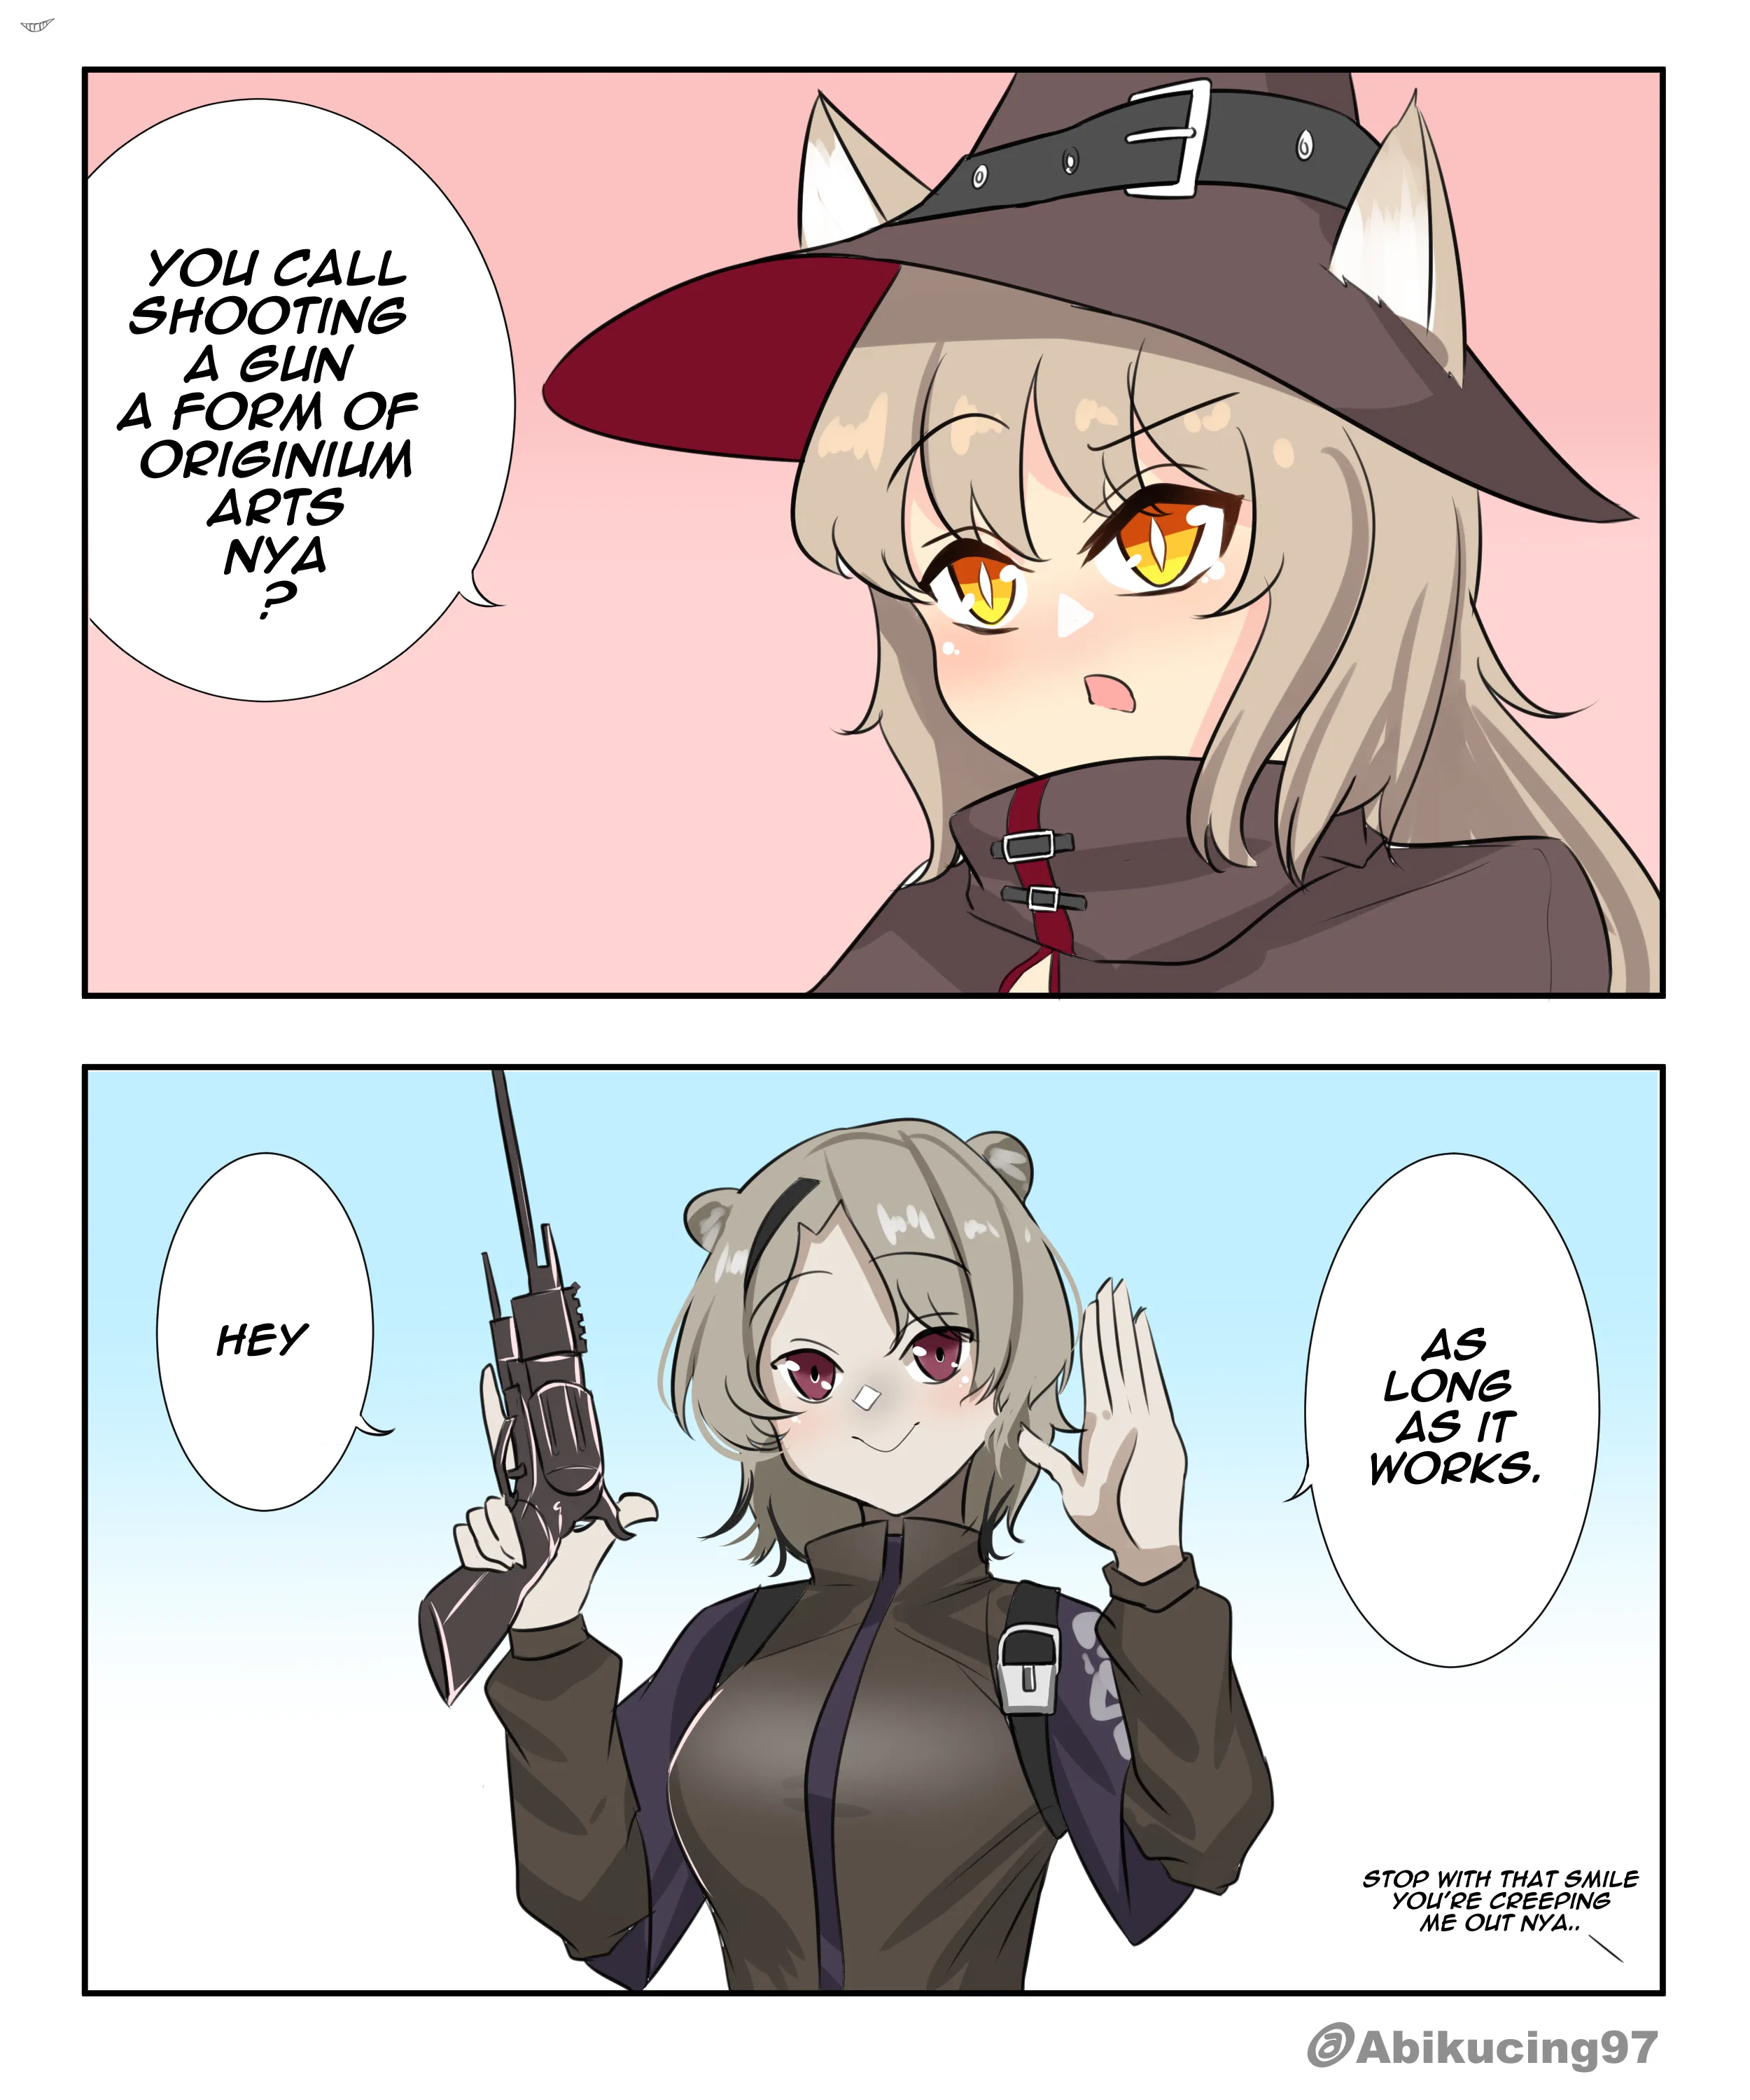 YOU CALL
SHOOTING
A GUN
A FORM OF
ORIGINIUM
ARTS
NYA
?
HEY
AS
LONG
AS IT
WORKS.
STOP WITH THAT SMILE
YOU'RE CREEPING
ME OUT NYA..
@Abikucing97